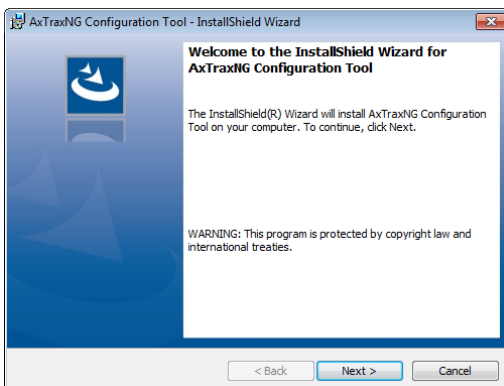 AxTraxNG Configuration Tool - InstallShield Wizard
Welcome to the InstallShield Wizard for
AxTraxNG Configuration Tool
The InstallShield(R) Wizard will install AxTraxNG Configuration
Tool on your computer. To continue, click Next.
WARNING: This program is protected by copyright law and
international treaties.
< Back
Next >
Cancel